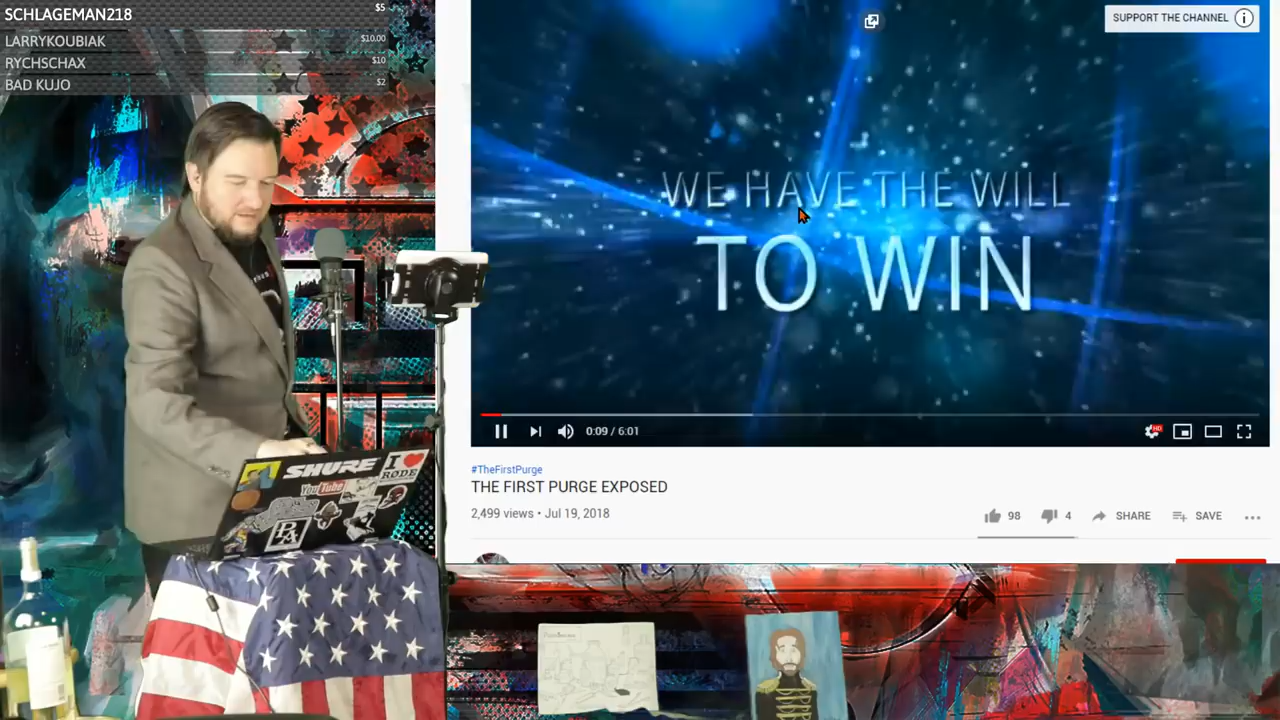 SCHLAGEMAN218
$5
LARRYKOUBIAK
$10.00
RYCHSCHAX
$10
BAD KUJO
$2
SUPPORT THE CHANNEL
WE HAVE THE WILL
TO WIN
0:09 / 6:01
HD
#TheFirstPurge
THE FIRST PURGE EXPOSED
2,499 views • Jul 19, 2018
98
4
SHARE
SAVE
SHURE
I
RODE
YouTube
PA